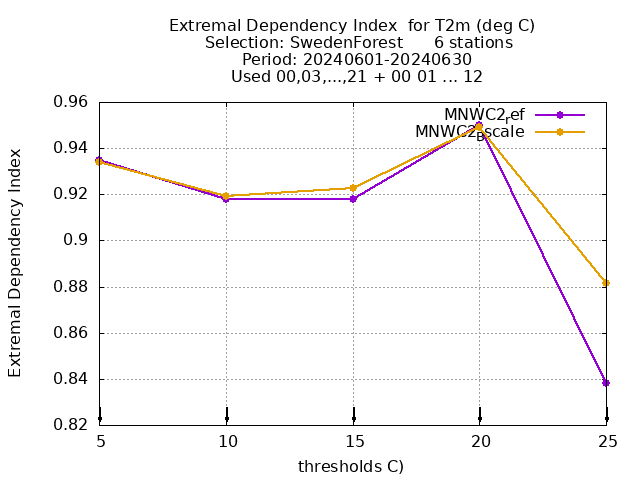 Extremal Dependency Index  for T2m (deg C)
Selection: SwedenForest      6 stations
Period: 20240601-20240630
Used 00,03,...,21 + 00 01 ... 12
MNWC2_ref
MNWC2_Bscale
0.96
0.94
0.92
0.9
0.88
0.86
0.84
0.82
5
10
15
20
25
Extremal Dependency Index
thresholds C)